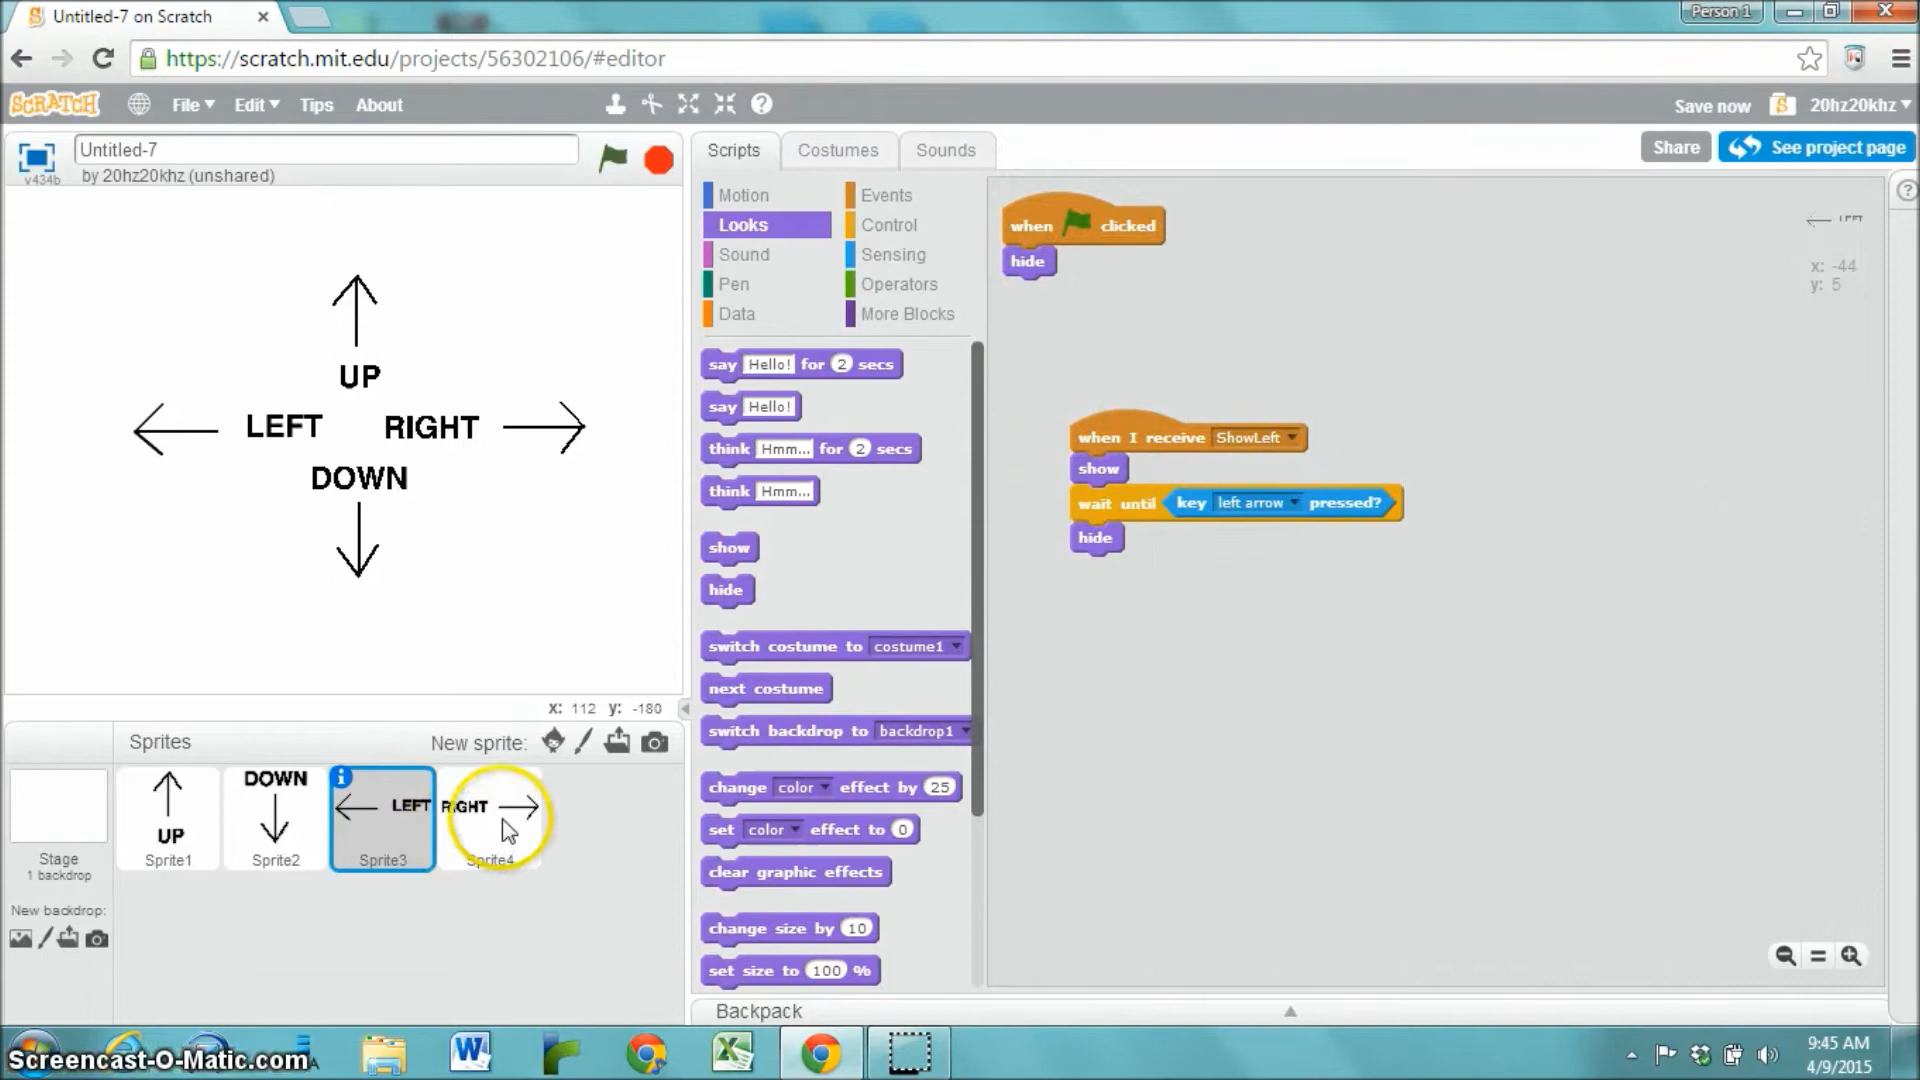 Untitled-7 on Scratch
Person 1
https://scratch.mit.edu/projects/56302106/#editor
SCRATCH File Edit Tips About
Save now 20hz20khz
Untitled-7
by 20hz20khz (unshared)
v434b
Scripts Costumes Sounds
Share See project page
Motion Events
Looks Control
Sound Sensing
Pen Operators
Data More Blocks
UP
LEFT RIGHT
DOWN
x: 112 y: -180
say Hello! for 2 secs
say Hello!
think Hmm... for 2 secs
think Hmm...
show
hide
switch costume to costume1
next costume
switch backdrop to backdrop1
change color effect by 25
set color effect to 0
clear graphic effects
change size by 10
set size to 100 %
when clicked
hide
when I receive ShowLeft
show
wait until key left arrow pressed?
hide
LEFT
x: -44
y: 5
Sprites New sprite:
UP
Sprite1
DOWN
Sprite2
LEFT
Sprite3
RIGHT
Sprite4
Stage
1 backdrop
New backdrop:
Backpack
Screencast-O-Matic.com
9:45 AM
4/9/2015